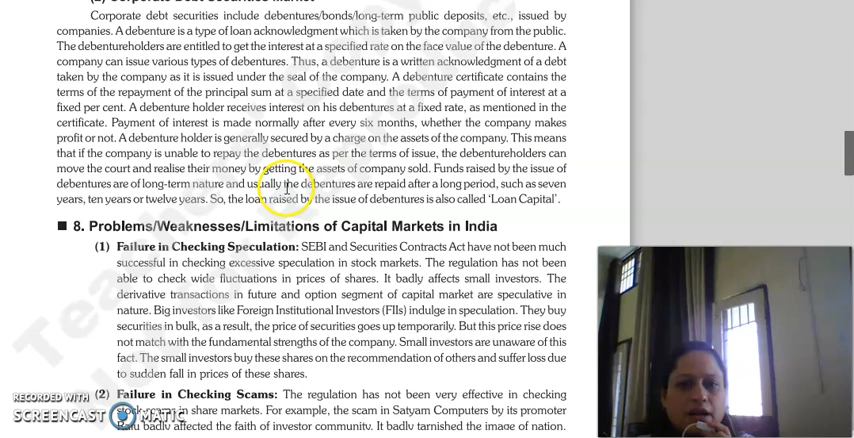 Corporate debt securities include debentures/bonds/long-term public deposits, etc., issued by
companies. A debenture is a type of loan acknowledgment which is taken by the company from the public.
The debentureholders are entitled to get the interest at a specified rate on the face value of the debenture. A
company can issue various types of debentures. Thus, a debenture is a written acknowledgment of a debt
taken by the company as it is issued under the seal of the company. A debenture certificate contains the
terms of the repayment of the principal sum at a specified date and the terms of payment of interest at a
fixed per cent. A debenture holder receives interest on his debentures at a fixed rate, as mentioned in the
certificate. Payment of interest is made normally after every six months, whether the company makes
profit or not. A debenture holder is generally secured by a charge on the assets of the company. This means
that if the company is unable to repay the debentures as per the terms of issue, the debentureholders can
move the court and realise their money by getting the assets of company sold. Funds raised by the issue of
debentures are of long-term nature and usually the debentures are repaid after a long period, such as seven
years, ten years or twelve years. So, the loan raised by the issue of debentures is also called 'Loan Capital'.
■ 8. Problems/Weaknesses/Limitations of Capital Markets in India
(1) Failure in Checking Speculation: SEBI and Securities Contracts Act have not been much
successful in checking excessive speculation in stock markets. The regulation has not been
able to check wide fluctuations in prices of shares. It badly affects small investors. The
derivative transactions in future and option segment of capital market are speculative in
nature. Big investors like Foreign Institutional Investors (FIIs) indulge in speculation. They buy
securities in bulk, as a result, the price of securities goes up temporarily. But this price rise does
not match with the fundamental strengths of the company. Small investors are unaware of this
fact. The small investors buy these shares on the recommendation of others and suffer loss due
to sudden fall in prices of these shares.
(2) Failure in Checking Scams: The regulation has not been very effective in checking
stock scams in share markets. For example, the scam in Satyam Computers by its promoter
Raju badly affected the faith of investor community. It badly tarnished the image of nation.
RECORDED WITH
SCREENCAST MATIC